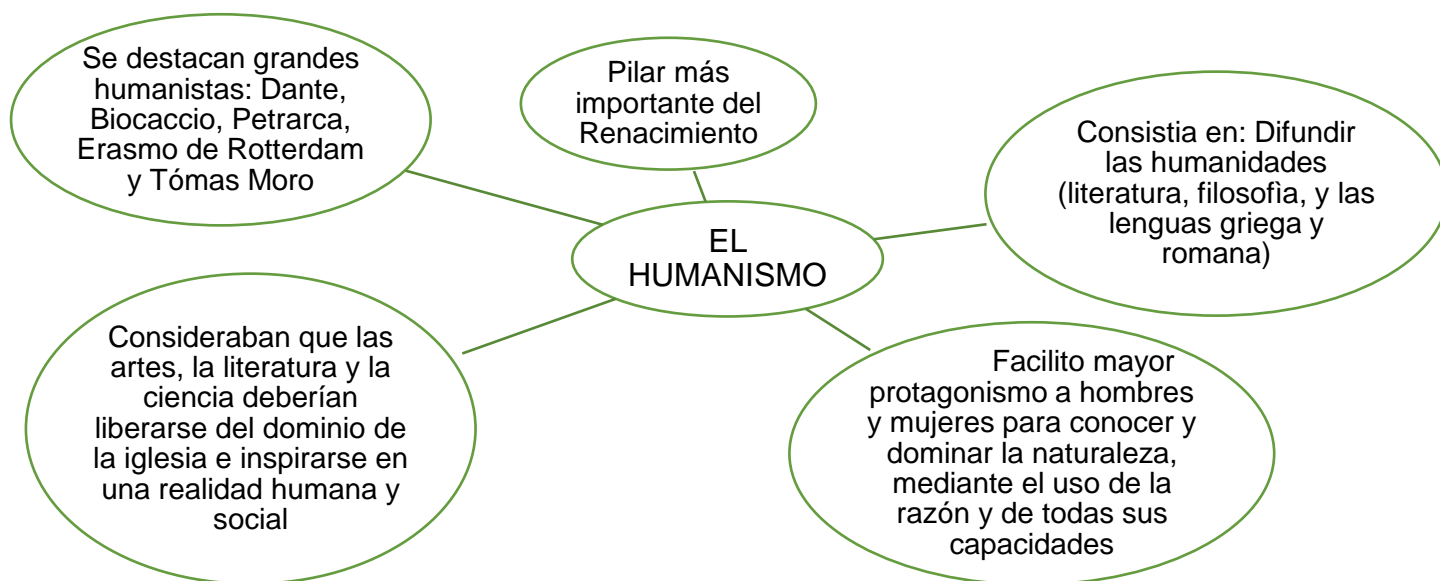 Se destacan grandes
humanistas: Dante,
Biocaccio, Petrarca,
Erasmo de Rotterdam
y Tómas Moro
Pilar más
importante del
Renacimiento
Consistia en: Difundir
las humanidades
(literatura, filosofìa, y las
lenguas griega y
romana)
EL
HUMANISMO
Consideraban que las
artes, la literatura y la
ciencia deberían
liberarse del dominio de
la iglesia e inspirarse en
una realidad humana y
social
Facilito mayor
protagonismo a hombres
y mujeres para conocer y
dominar la naturaleza,
mediante el uso de la
razón y de todas sus
capacidades